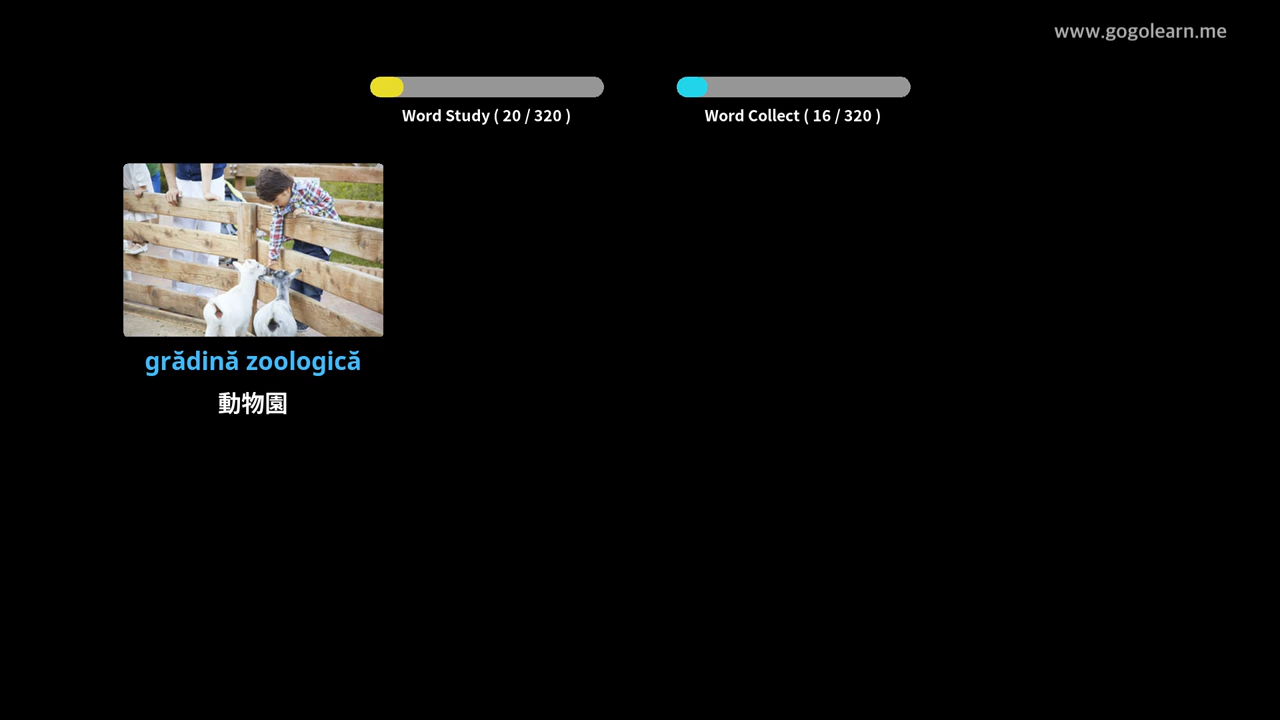 www.gogolearn.me
Word Study ( 20 / 320 )
Word Collect ( 16 / 320 )
grădină zoologică
動物園